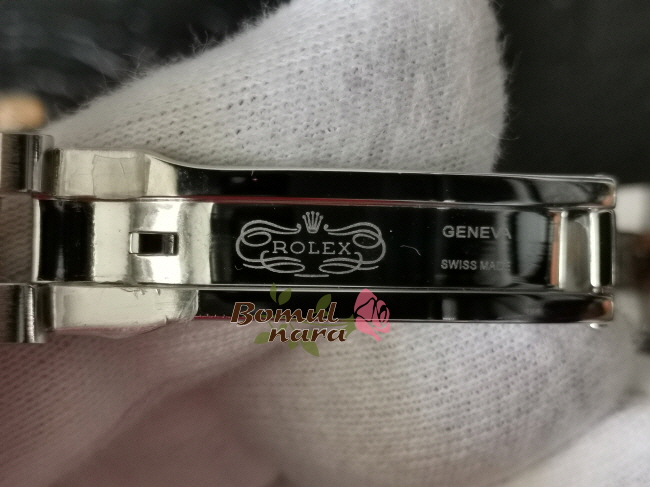 ROLEX
GENEVA
SWISS MADE
Bomul
nara